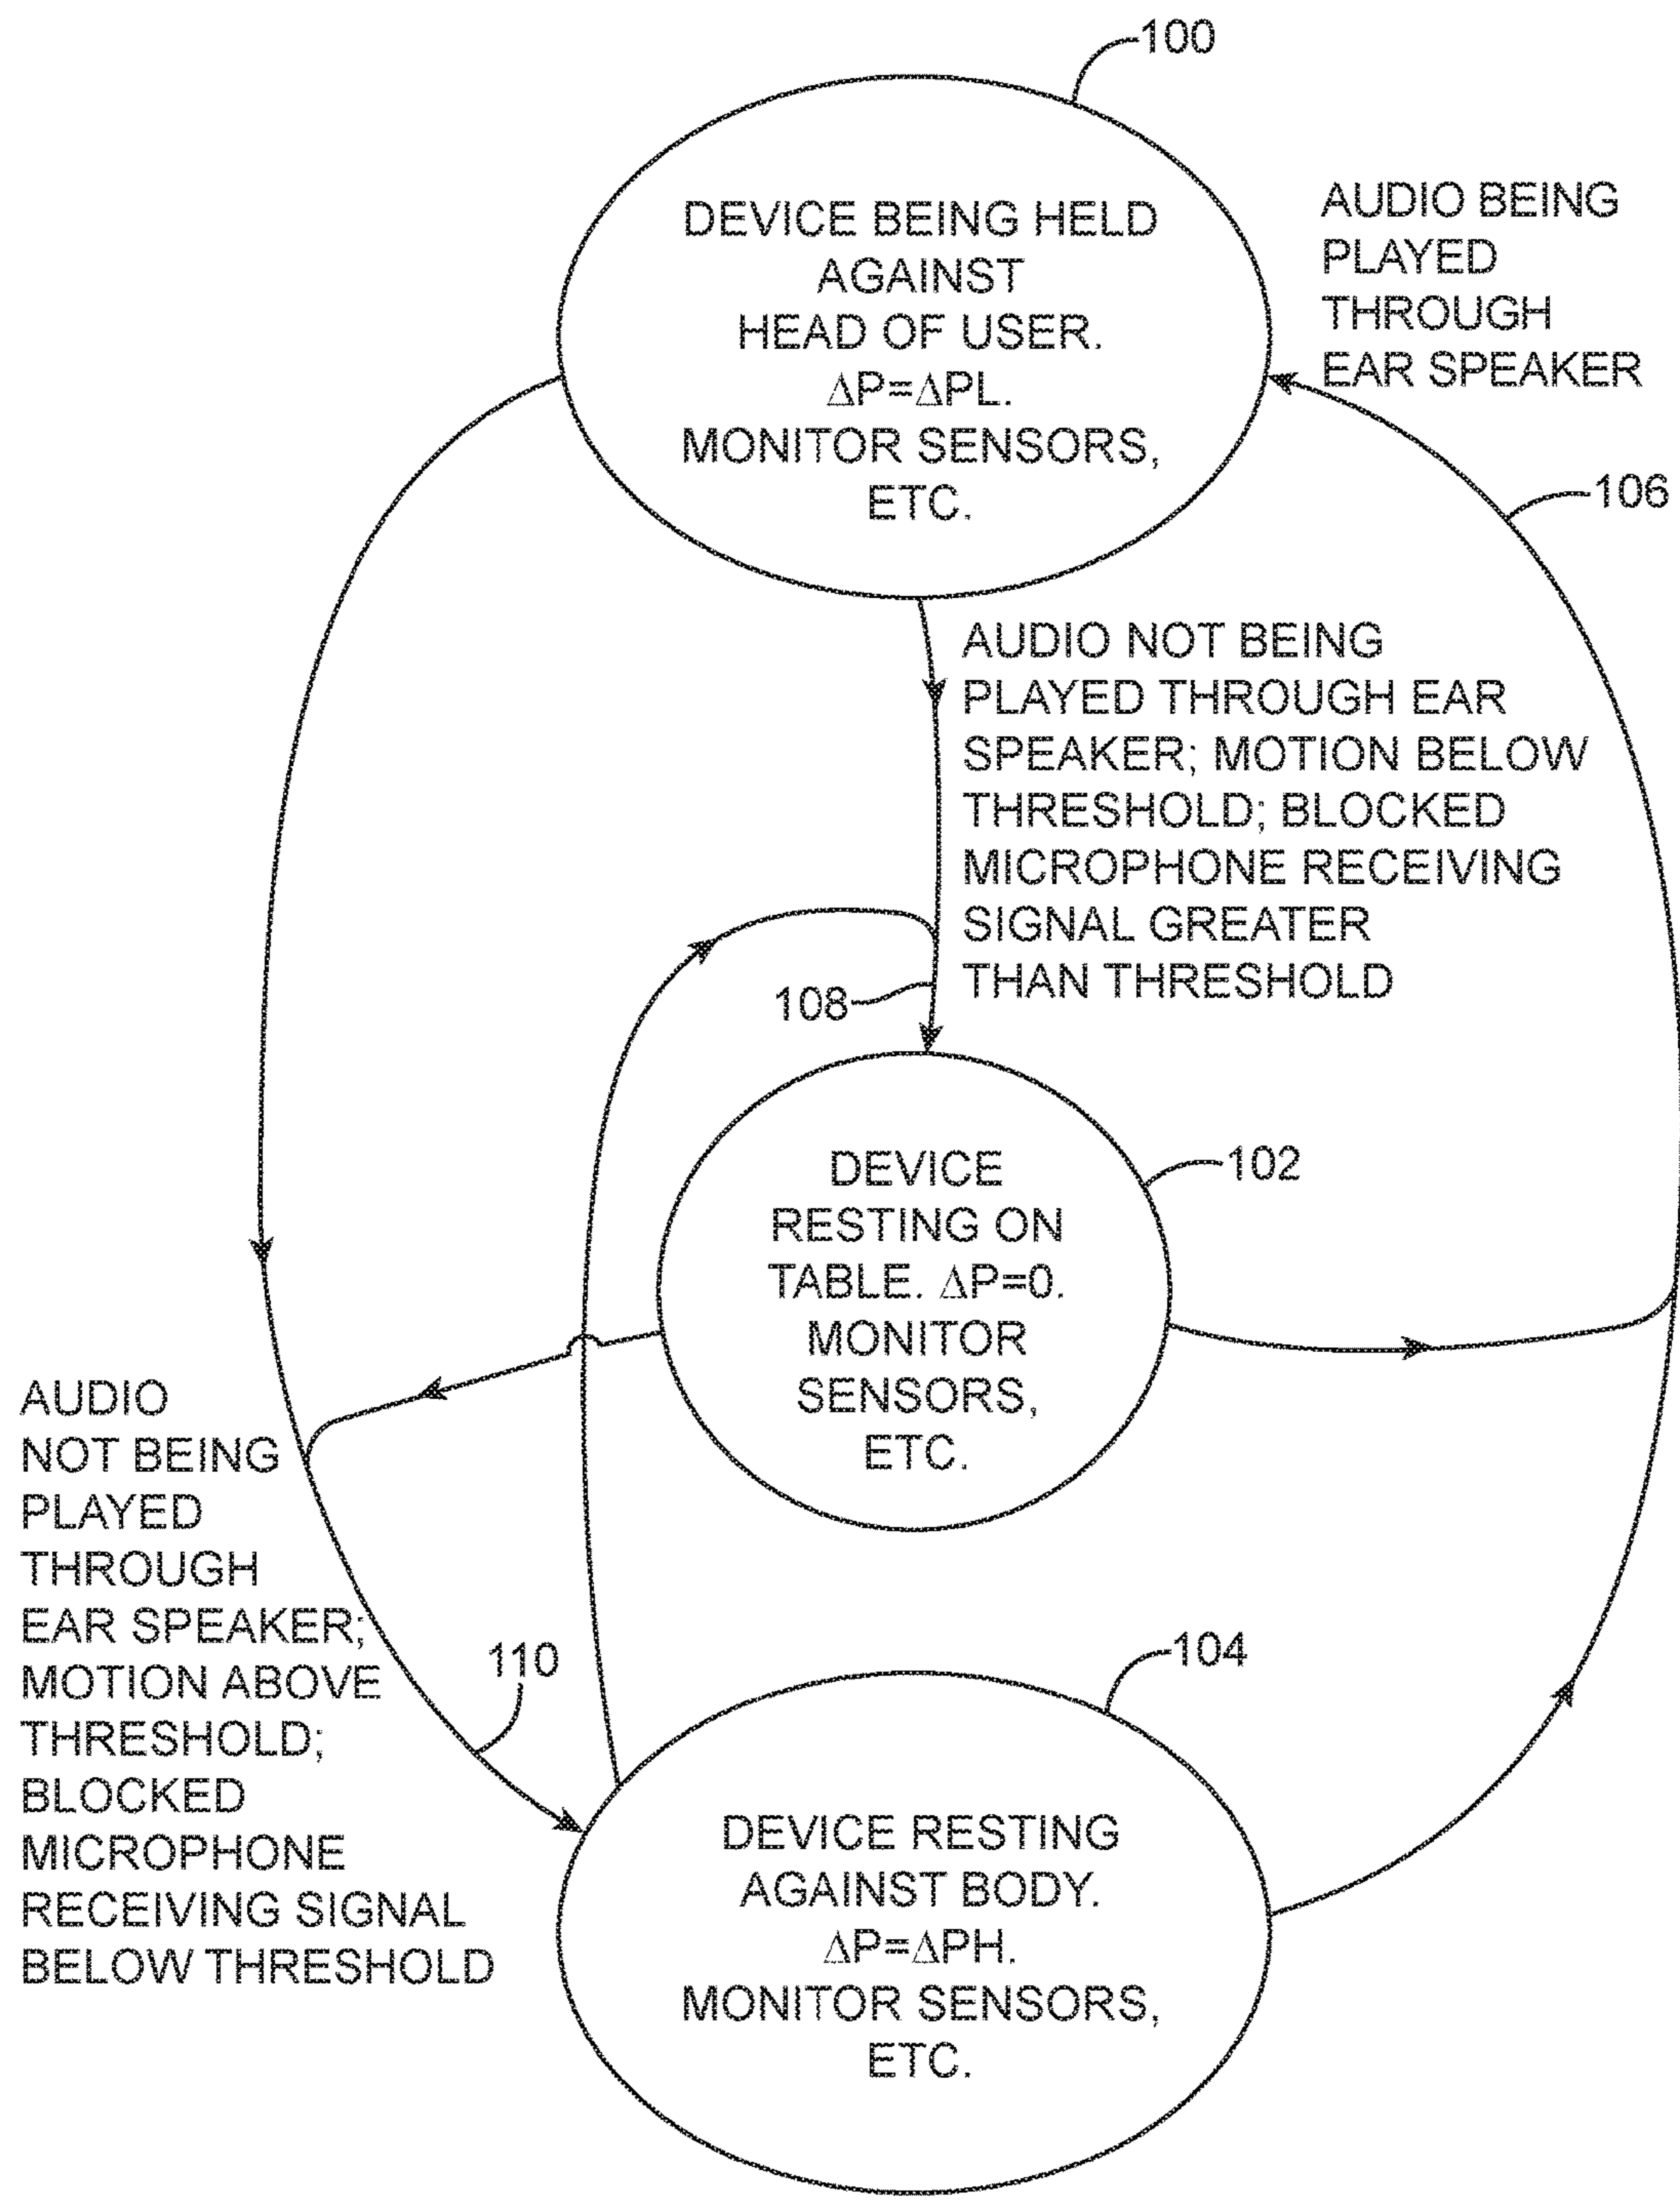 100
DEVICE BEING HELD
AGAINST
HEAD OF USER.
ΔP=ΔPL.
MONITOR SENSORS,
ETC.
AUDIO BEING
PLAYED
THROUGH
EAR SPEAKER
106
AUDIO NOT BEING
PLAYED THROUGH EAR
SPEAKER; MOTION BELOW
THRESHOLD; BLOCKED
MICROPHONE RECEIVING
SIGNAL GREATER
THAN THRESHOLD
108
102
DEVICE
RESTING ON
TABLE. ΔP=0.
MONITOR
SENSORS,
ETC.
AUDIO
NOT BEING
PLAYED
THROUGH
EAR SPEAKER;
MOTION ABOVE
THRESHOLD;
BLOCKED
MICROPHONE
RECEIVING SIGNAL
BELOW THRESHOLD
110
104
DEVICE RESTING
AGAINST BODY.
ΔP=ΔPH.
MONITOR SENSORS,
ETC.